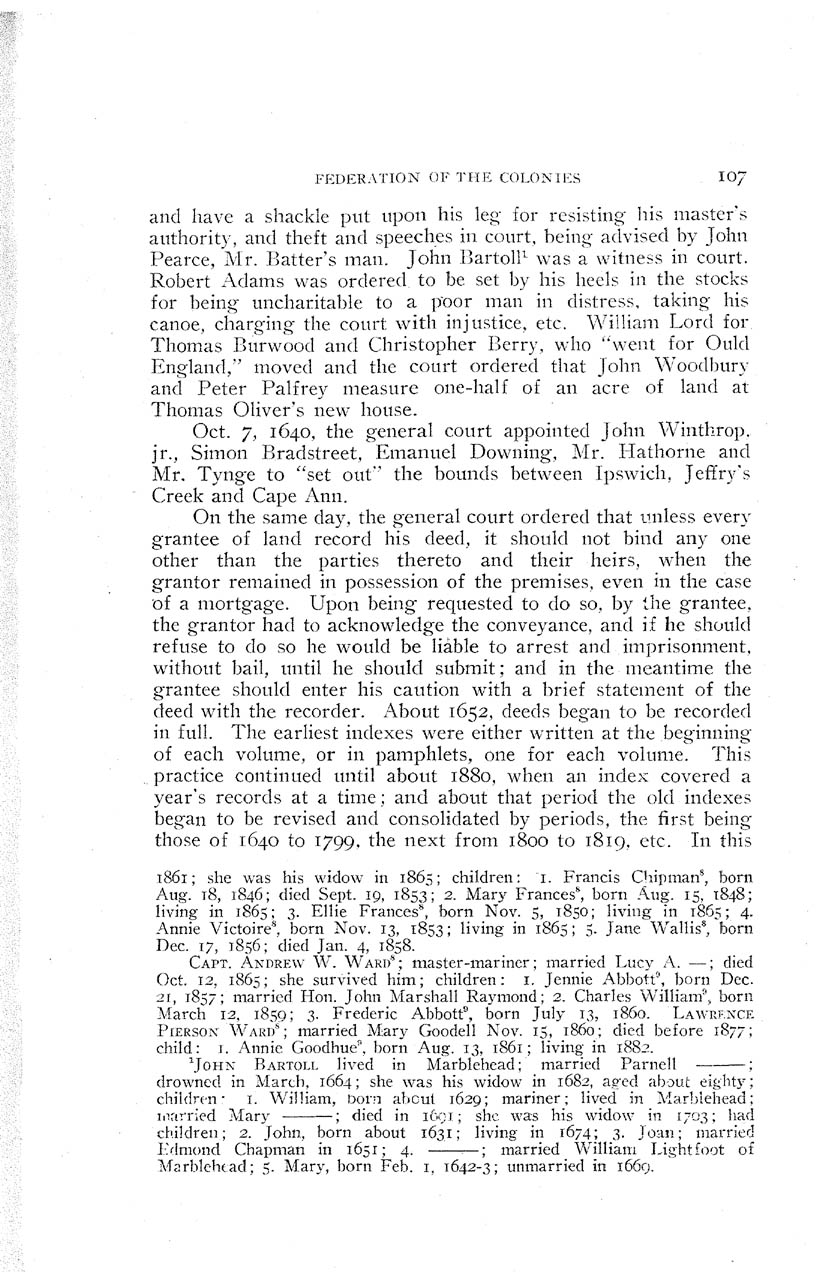 FEDERATION OF THE COLONIES 107
and have a shackle put upon his leg for resisting his master's
authority, and theft and speeches in court, being advised by John
Pearce, Mr. Batter's man. John Bartoll¹ was a witness in court.
Robert Adams was ordered to be set by his heels in the stocks
for being uncharitable to a poor man in distress, taking his
canoe, charging the court with injustice, etc. William Lord for
Thomas Burwood and Christopher Berry, who "went for Ould
England," moved and the court ordered that John Woodbury
and Peter Palfrey measure one-half of an acre of land at
Thomas Oliver's new house.
Oct. 7, 1640, the general court appointed John Winthrop,
jr., Simon Bradstreet, Emanuel Downing, Mr. Hathorne and
Mr. Tynge to "set out" the bounds between Ipswich, Jeffry's
Creek and Cape Ann.
On the same day, the general court ordered that unless every
grantee of land record his deed, it should not bind any one
other than the parties thereto and their heirs, when the
grantor remained in possession of the premises, even in the case
of a mortgage. Upon being requested to do so, by the grantee,
the grantor had to acknowledge the conveyance, and if he should
refuse to do so he would be liable to arrest and imprisonment,
without bail, until he should submit; and in the meantime the
grantee should enter his caution with a brief statement of the
deed with the recorder. About 1652, deeds began to be recorded
in full. The earliest indexes were either written at the beginning
of each volume, or in pamphlets, one for each volume. This
practice continued until about 1880, when an index covered a
year's records at a time; and about that period the old indexes
began to be revised and consolidated by periods, the first being
those of 1640 to 1799, the next from 1800 to 1819, etc. In this
1861; she was his widow in 1865; children: 1. Francis Chipman⁸, born
Aug. 18, 1846; died Sept. 19, 1853; 2. Mary Frances⁸, born Aug. 15, 1848;
living in 1865; 3. Ellie Frances⁸, born Nov. 5, 1850; living in 1865; 4.
Annie Victoire⁸, born Nov. 13, 1853; living in 1865; 5. Jane Wallis⁸, born
Dec. 17, 1856; died Jan. 4, 1858.
CAPT. ANDREW W. WARD⁸; master-mariner; married Lucy A. —; died
Oct. 12, 1865; she survived him; children: 1. Jennie Abbott⁹, born Dec.
21, 1857; married Hon. John Marshall Raymond; 2. Charles William⁹, born
March 12, 1859; 3. Frederic Abbott⁹, born July 13, 1860. LAWRENCE
PIERSON WARD⁸; married Mary Goodell Nov. 15, 1860; died before 1877;
child: 1. Annie Goodhue⁹, born Aug. 13, 1861; living in 1882.
¹JOHN BARTOLL lived in Marblehead; married Parnell ———;
drowned in March, 1664; she was his widow in 1682, aged about eighty;
children: 1. William, born about 1629; mariner; lived in Marblehead;
married Mary ———; died in 1691; she was his widow in 1703; had
children; 2. John, born about 1631; living in 1674; 3. Joan; married
Edmond Chapman in 1651; 4. ———; married William Lightfoot of
Marblehead; 5. Mary, born Feb. 1, 1642-3; unmarried in 1669.